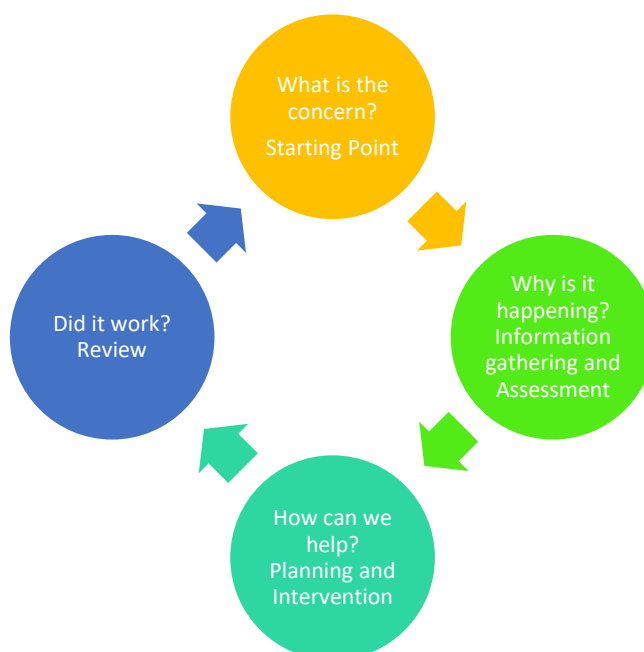 What is the
concern?
Starting Point
Why is it
happening?
Information
gathering and
Assessment
How can we
help?
Planning and
Intervention
Did it work?
Review